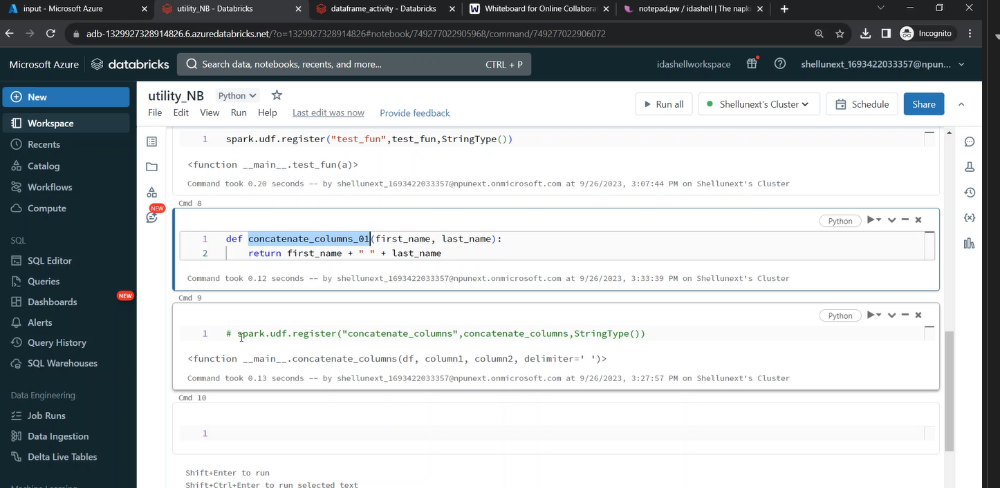 input - Microsoft Azure
utility_NB - Databricks
dataframe_activity - Databricks
Whiteboard for Online Collabora
notepad.pw / idashell | The napk
adb-1329927328914826.6.azuredatabricks.net/?o=1329927328914826#notebook/749277022905968/command/749277022906072
Incognito
Microsoft Azure
databricks
Search data, notebooks, recents, and more...
CTRL + P
idashellworkspace
shellunext_1693422033357@npun...
New
Workspace
Recents
Catalog
Workflows
Compute
SQL
SQL Editor
Queries
Dashboards
NEW
Alerts
Query History
SQL Warehouses
Data Engineering
Job Runs
Data Ingestion
Delta Live Tables
utility_NB
Python
File Edit View Run Help Last edit was now Provide feedback
Run all
Shellunext's Cluster
Schedule
Share
NEW
1 spark.udf.register("test_fun",test_fun,StringType())
<function __main__.test_fun(a)>
Command took 0.20 seconds -- by shellunext_1693422033357@npunext.onmicrosoft.com at 9/26/2023, 3:07:44 PM on Shellunext's Cluster
Cmd 8
Python
1 def concatenate_columns_01(first_name, last_name):
2 return first_name + " " + last_name
Command took 0.12 seconds -- by shellunext_1693422033357@npunext.onmicrosoft.com at 9/26/2023, 3:33:39 PM on Shellunext's Cluster
Cmd 9
Python
1 # spark.udf.register("concatenate_columns",concatenate_columns,StringType())
<function __main__.concatenate_columns(df, column1, column2, delimiter=' ')>
Command took 0.13 seconds -- by shellunext_1693422033357@npunext.onmicrosoft.com at 9/26/2023, 3:27:57 PM on Shellunext's Cluster
Cmd 10
1
Shift+Enter to run
Shift+Ctrl+Enter to run selected text